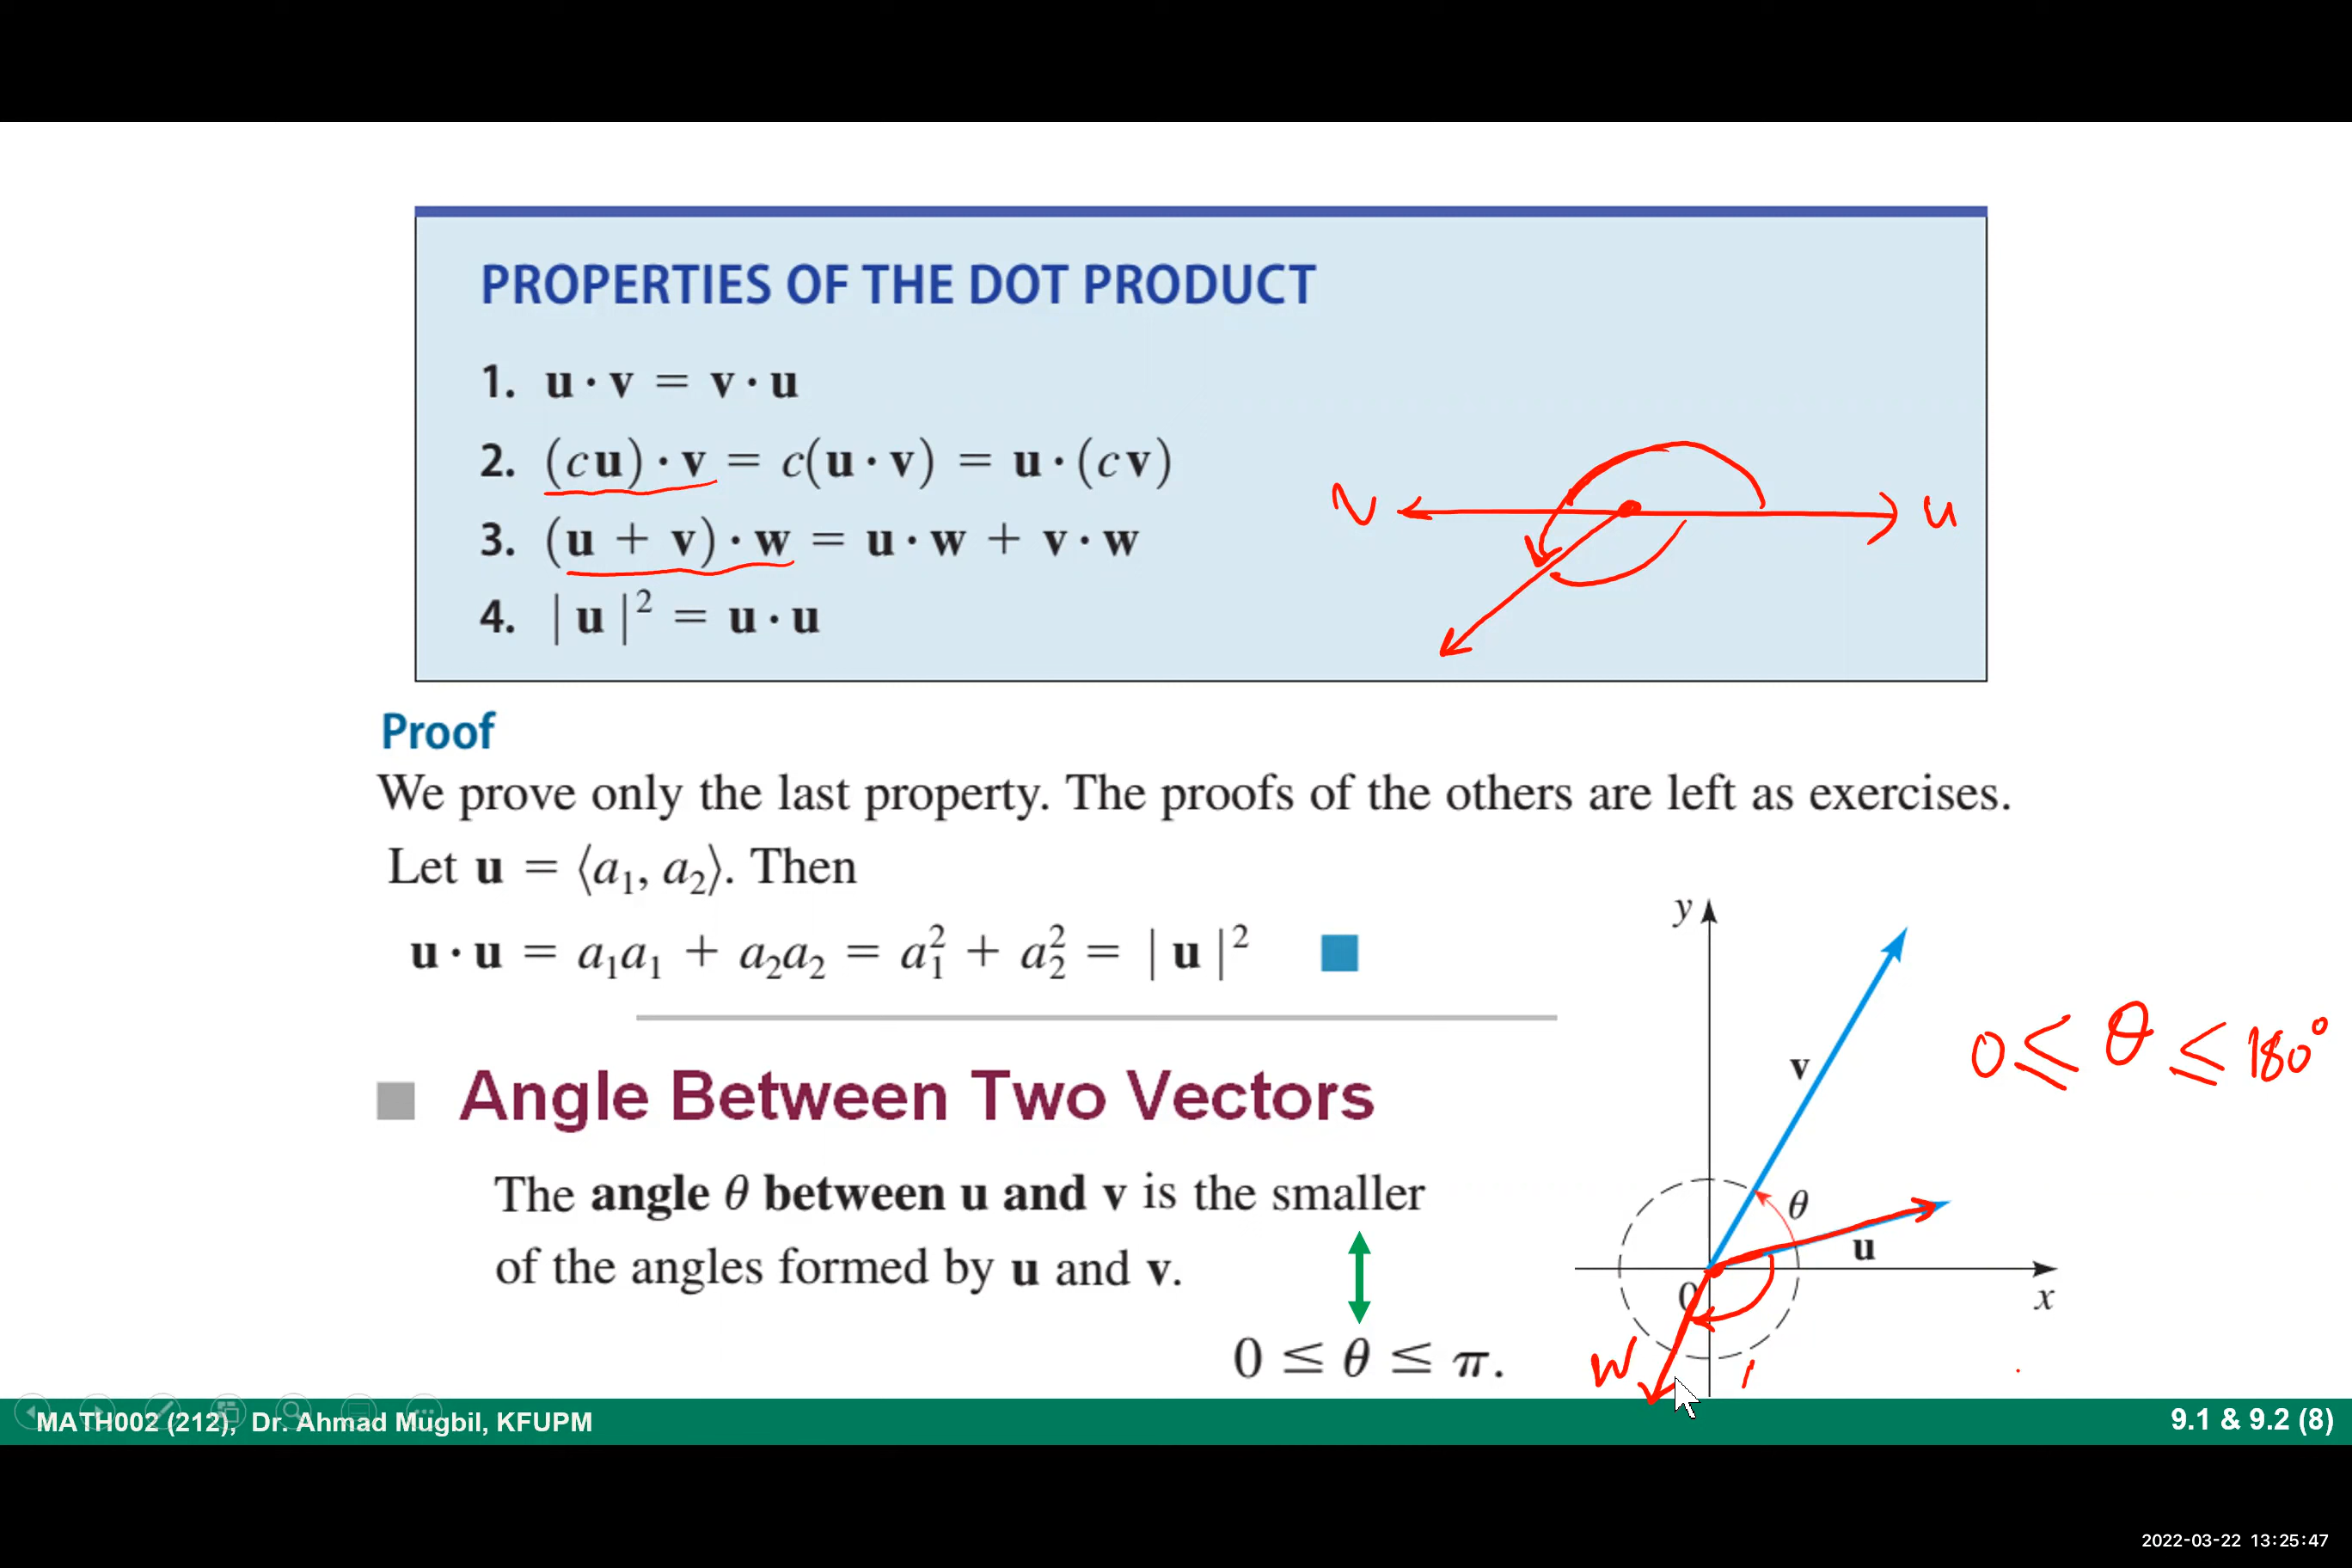 PROPERTIES OF THE DOT PRODUCT
1. u · v = v · u
2. (cu) · v = c(u · v) = u · (cv)
3. (u + v) · w = u · w + v · w
4. |u|² = u · u
v
u
Proof
We prove only the last property. The proofs of the others are left as exercises.
Let u = ⟨a₁, a₂⟩. Then
u · u = a₁a₁ + a₂a₂ = a₁² + a₂² = |u|²
Angle Between Two Vectors
The angle θ between u and v is the smaller
of the angles formed by u and v.
0 ≤ θ ≤ π.
y
v
0 ≤ θ ≤ 180°
θ
u
0
x
W
MATH002 (212), Dr. Ahmad Mugbil, KFUPM
9.1 & 9.2 (8)
2022-03-22 13:25:47